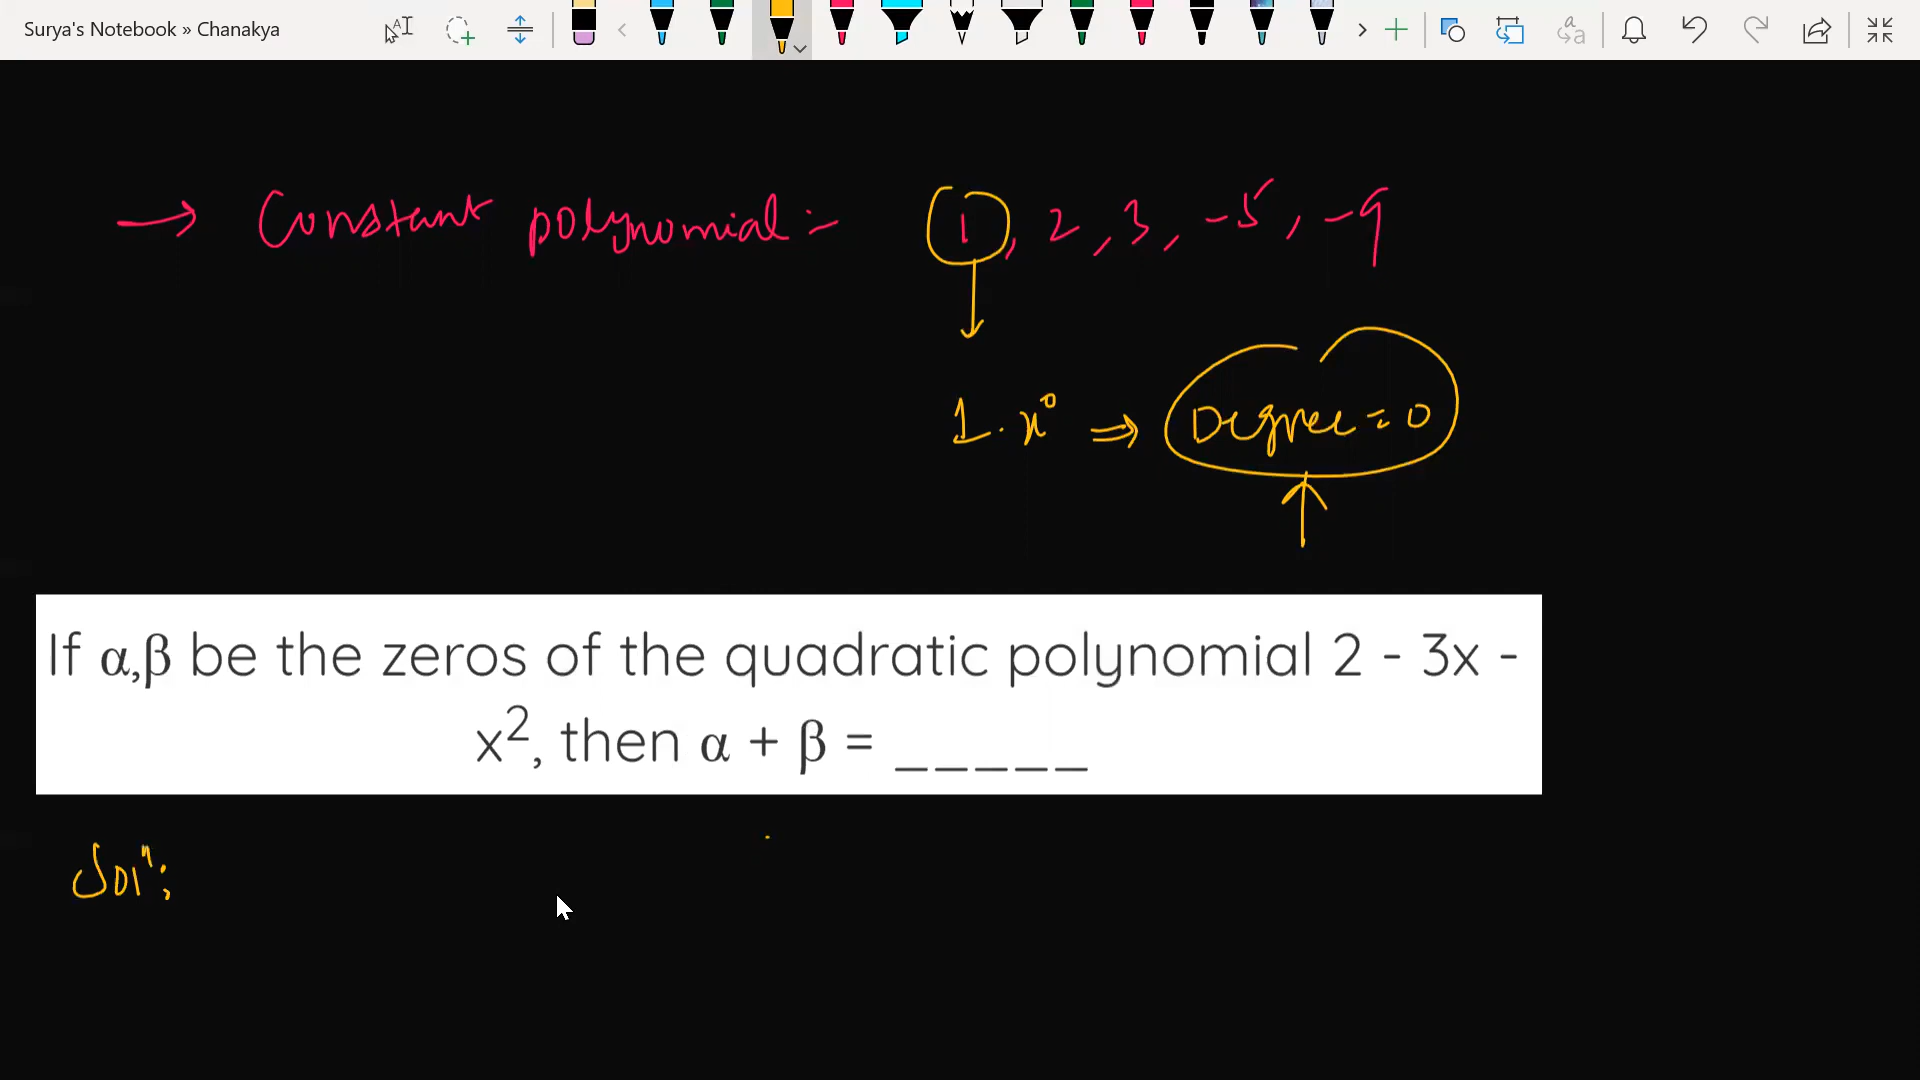 Surya's Notebook » Chanakya
→ Constant polynomial :- 1, 2, 3, -5, -9
1. x⁰ ⇒ Degree = 0
If α,β be the zeros of the quadratic polynomial 2 - 3x -
x², then α + β = _____
Solⁿ: